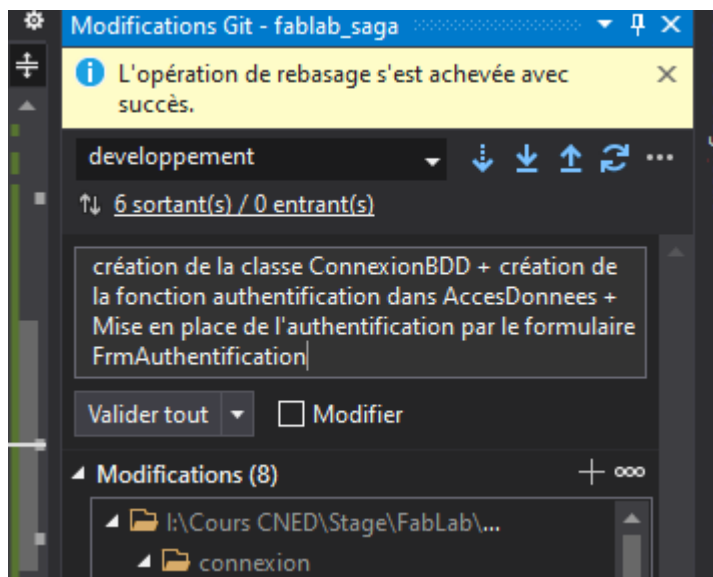 Modifications Git - fablab_saga
L'opération de rebasage s'est achevée avec
succès.
developpement
6 sortant(s) / 0 entrant(s)
création de la classe ConnexionBDD + création de
la fonction authentification dans AccesDonnees +
Mise en place de l'authentification par le formulaire
FrmAuthentification
Valider tout
Modifier
Modifications (8)
I:\Cours CNED\Stage\FabLab\...
connexion